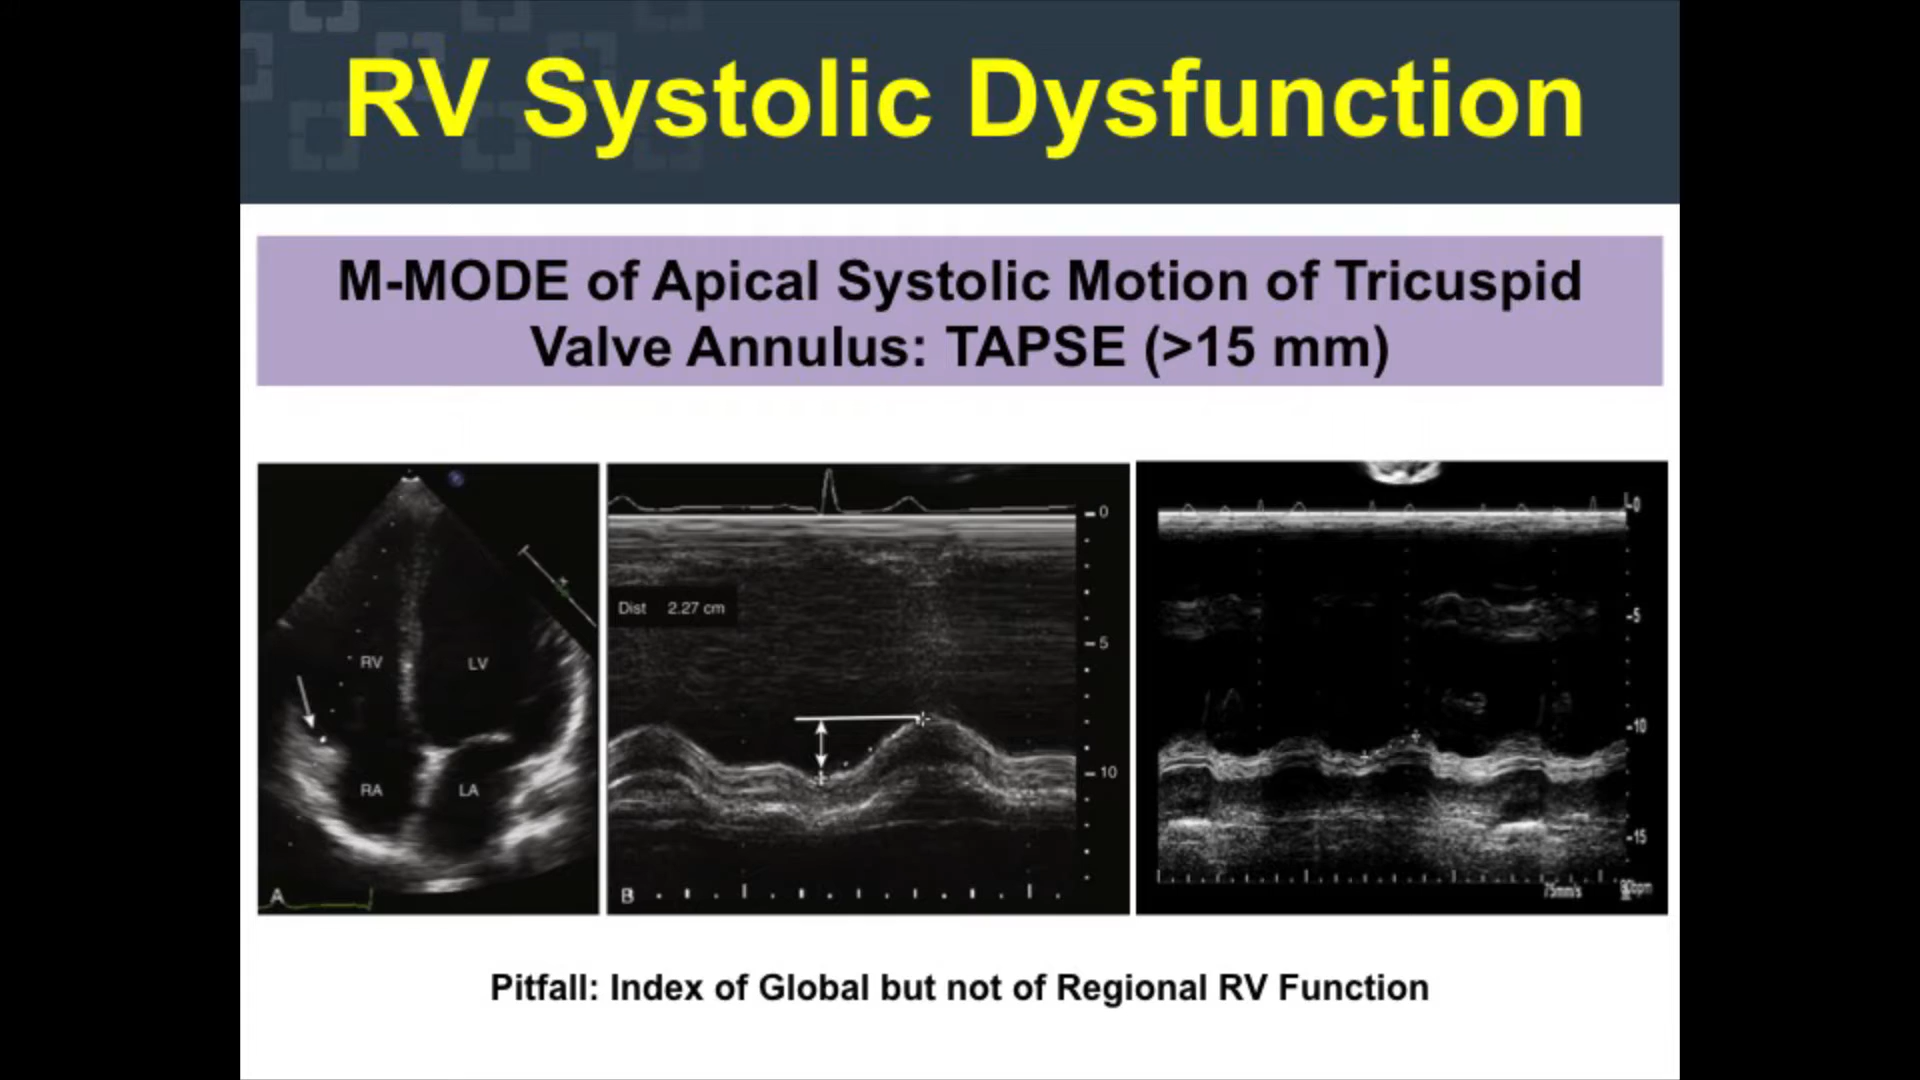 RV Systolic Dysfunction
M-MODE of Apical Systolic Motion of Tricuspid
Valve Annulus: TAPSE (>15 mm)
RV LV
RA LA
A
0
Dist 2.27 cm
5
10
B
0
5
10
15
75mm/s
Pitfall: Index of Global but not of Regional RV Function